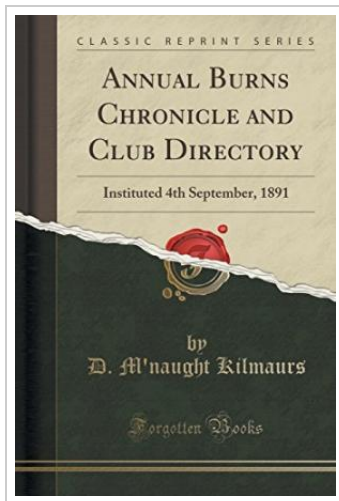 CLASSIC REPRINT SERIES
ANNUAL BURNS
CHRONICLE AND
CLUB DIRECTORY
Instituted 4th September, 1891
by
D. M'naught Kilmaurs
Forgotten Books